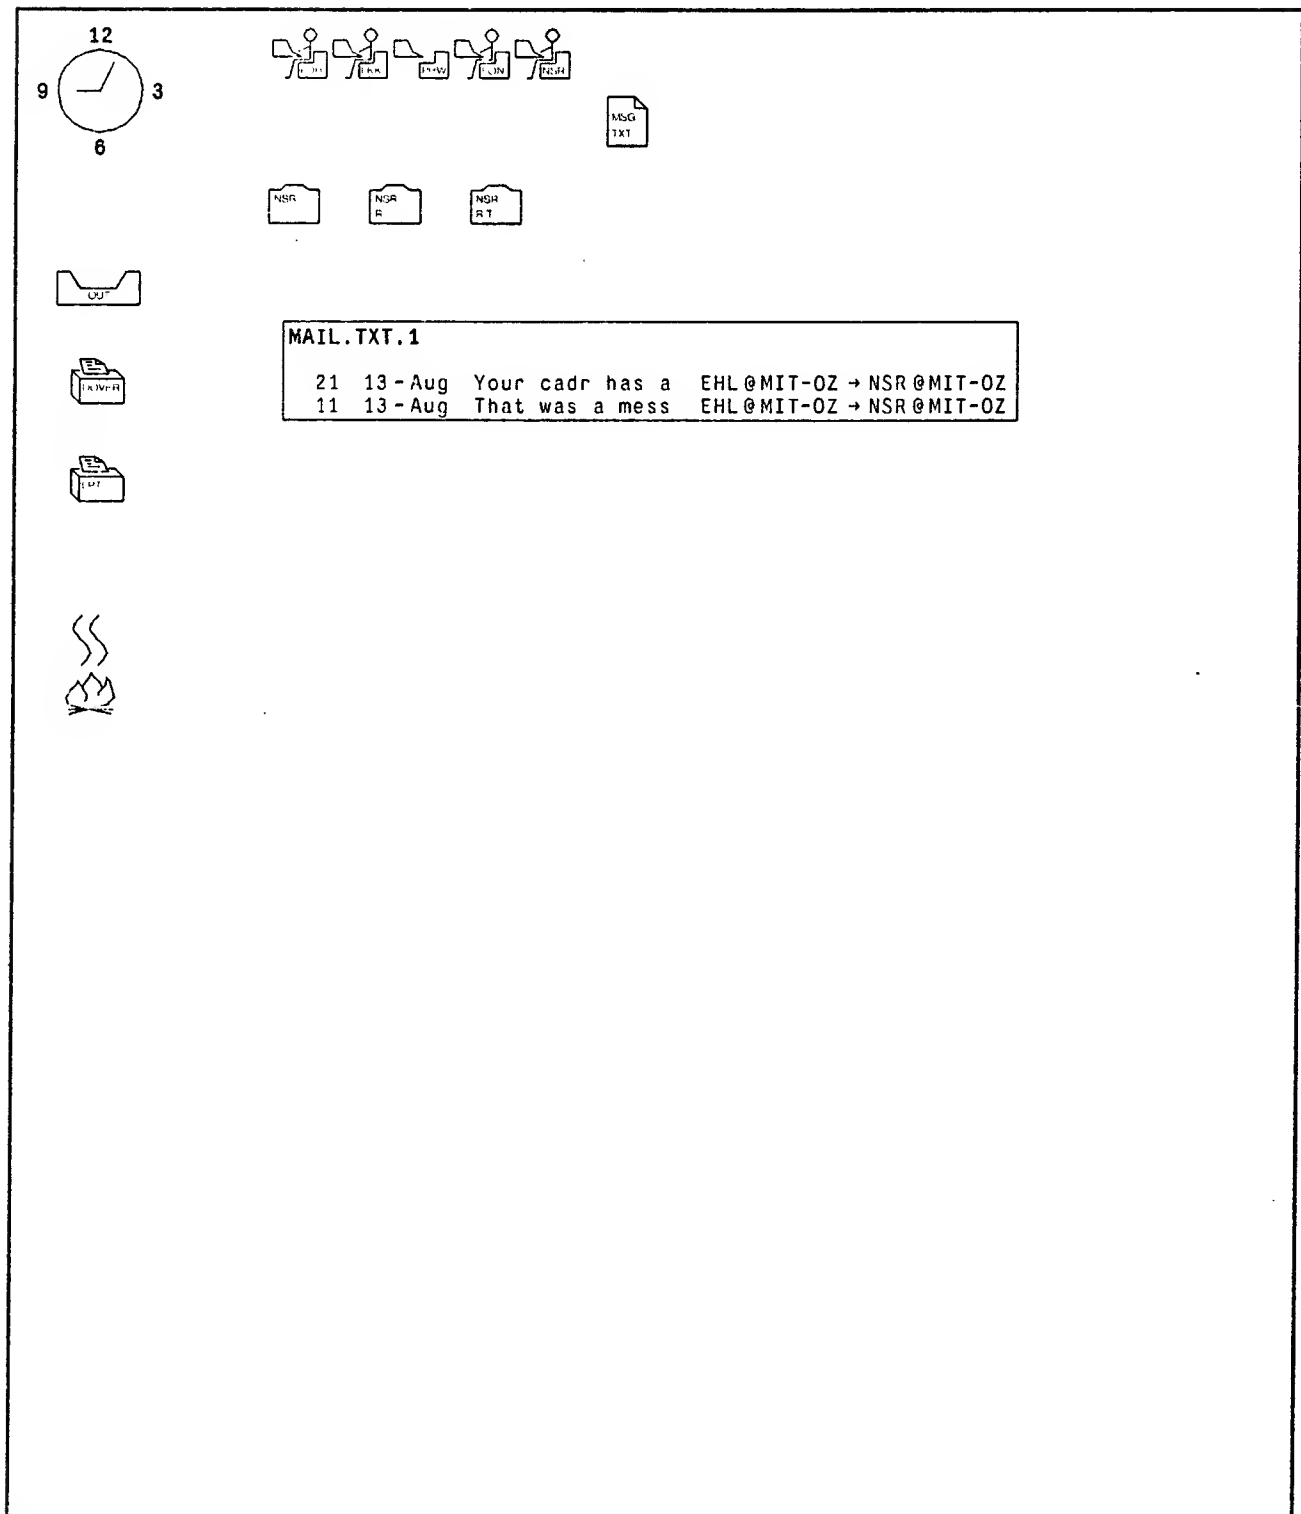 12
9 3
6
NSR
MSG
TXT
NSR
NSR
R
NSR
R T
OUT
DOVER
LPT
MAIL.TXT.1
21 13-Aug Your cadr has a EHL@MIT-OZ → NSR@MIT-OZ
11 13-Aug That was a mess EHL@MIT-OZ → NSR@MIT-OZ